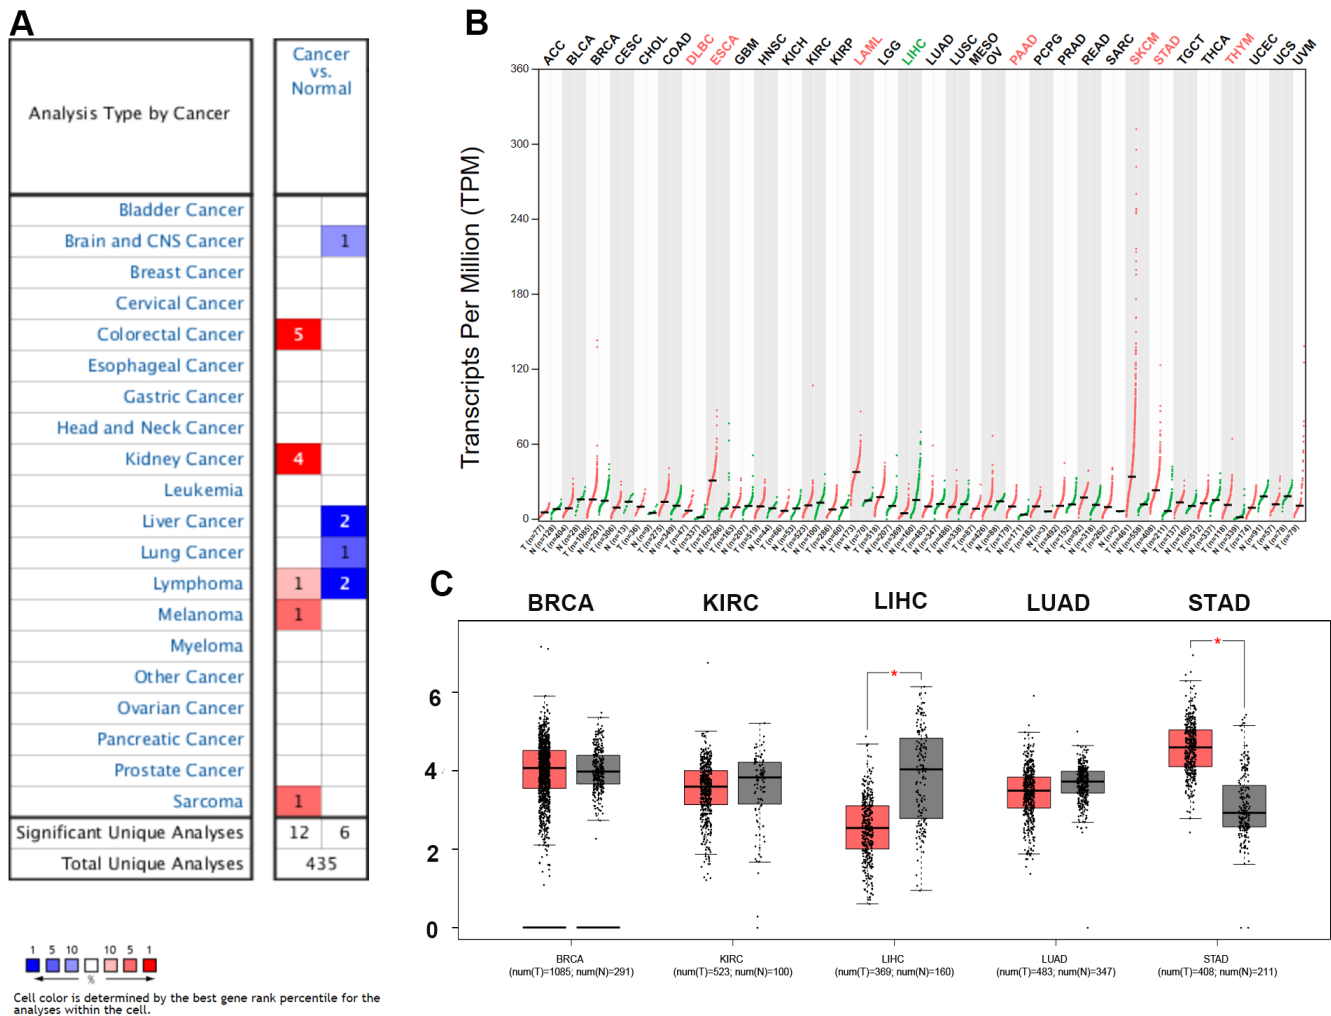 A
Analysis Type by Cancer
Cancer
vs.
Normal
Bladder Cancer
Brain and CNS Cancer 1
Breast Cancer
Cervical Cancer
Colorectal Cancer 5
Esophageal Cancer
Gastric Cancer
Head and Neck Cancer
Kidney Cancer 4
Leukemia
Liver Cancer 2
Lung Cancer 1
Lymphoma 1 2
Melanoma 1
Myeloma
Other Cancer
Ovarian Cancer
Pancreatic Cancer
Prostate Cancer
Sarcoma 1
Significant Unique Analyses 12 6
Total Unique Analyses 435
1 5 10 10 5 1
%
Cell color is determined by the best gene rank percentile for the
analyses within the cell.
B
ACC BLCA BRCA CESC CHOL COAD DLBC ESCA GBM HNSC KICH KIRC KIRP LAML LGG LIHC LUAD LUSC MESO OV PAAD PCPG PRAD READ SARC SKCM STAD TGCT THCA THYM UCEC UCS UVM
Transcripts Per Million (TPM)
360
300
240
180
120
60
0
C
BRCA KIRC LIHC LUAD STAD
* *
6
4
2
0
BRCA KIRC LIHC LUAD STAD
(num(T)=1085; num(N)=291) (num(T)=523; num(N)=100) (num(T)=369; num(N)=160) (num(T)=483; num(N)=347) (num(T)=408; num(N)=211)